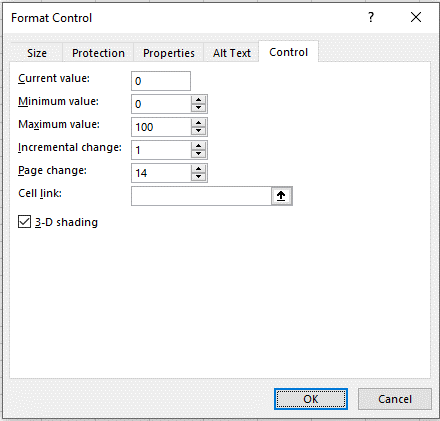 Format Control
Size Protection Properties Alt Text Control
Current value: 0
Minimum value: 0
Maximum value: 100
Incremental change: 1
Page change: 14
Cell link:
3-D shading
OK Cancel